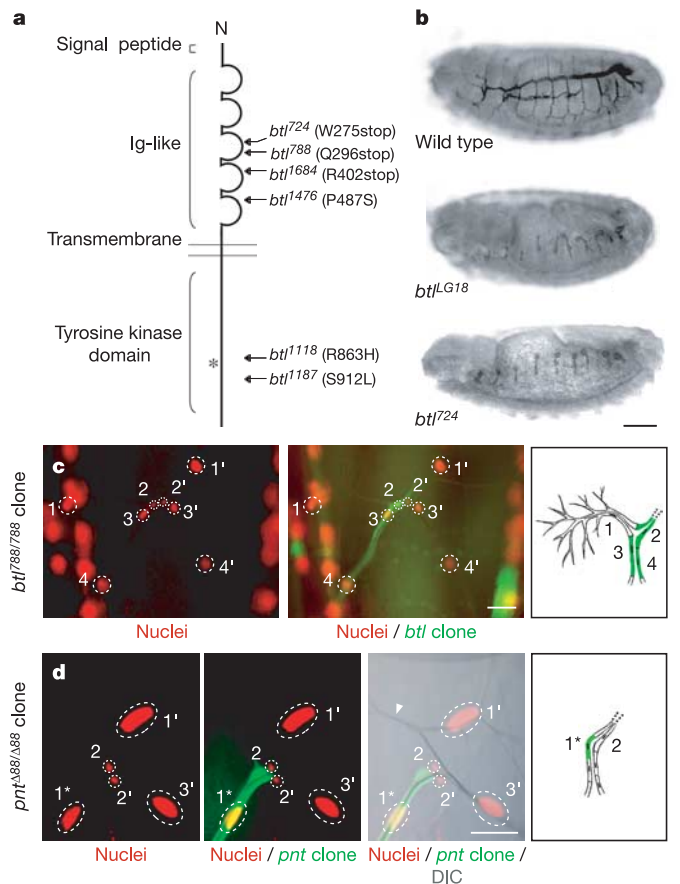 a
N
Signal peptide
Ig-like
btl724 (W275stop)
btl788 (Q296stop)
btl1684 (R402stop)
btl1476 (P487S)
Transmembrane
Tyrosine kinase
domain
*
btl1118 (R863H)
btl1187 (S912L)
b
Wild type
btlLG18
btl724
btl788/788 clone
c
1
2
2'
3
3'
1'
4
4'
Nuclei
1
2
2'
3
3'
1'
4
4'
Nuclei / btl clone
1
2
3
4
pntΔ88/Δ88 clone
d
1'
2
2'
1*
3'
Nuclei
1'
2
2'
1*
3'
Nuclei / pnt clone
1'
2
2'
1*
3'
Nuclei / pnt clone /
DIC
1*
2